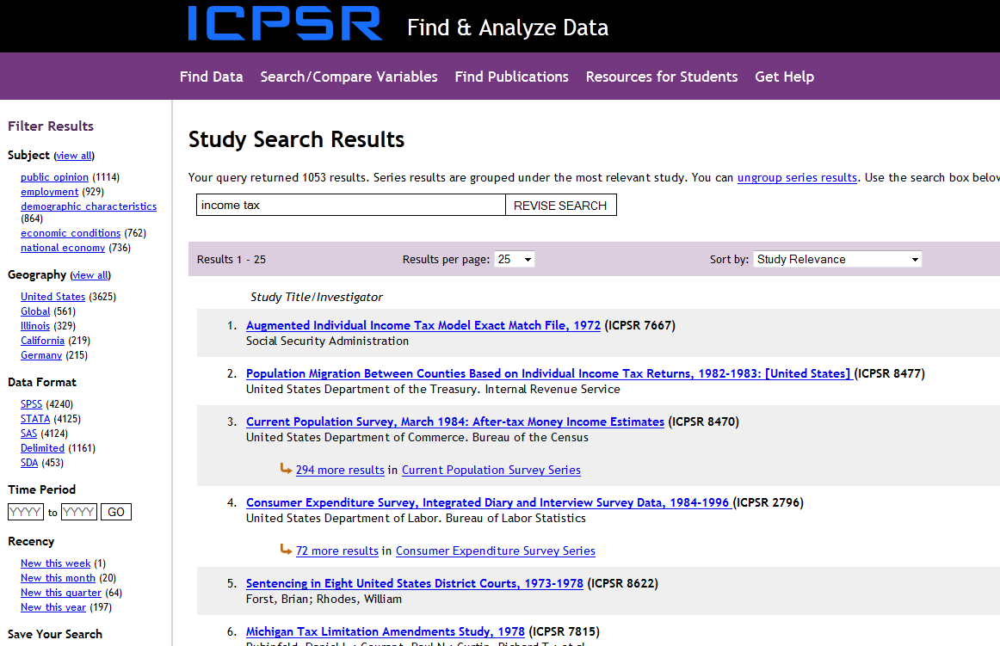 ICPSR Find & Analyze Data
Find Data Search/Compare Variables Find Publications Resources for Students Get Help
Filter Results
Subject (view all)
public opinion (1114)
employment (929)
demographic characteristics
(864)
economic conditions (762)
national economy (736)
Geography (view all)
United States (3625)
Global (561)
Illinois (329)
California (219)
Germany (215)
Data Format
SPSS (4240)
STATA (4125)
SAS (4124)
Delimited (1161)
SDA (453)
Time Period
YYYY to YYYY GO
Recency
New this week (1)
New this month (20)
New this quarter (64)
New this year (197)
Save Your Search
Study Search Results
Your query returned 1053 results. Series results are grouped under the most relevant study. You can ungroup series results. Use the search box below
income tax REVISE SEARCH
Results 1 - 25 Results per page: 25 Sort by: Study Relevance
Study Title/Investigator
1. Augmented Individual Income Tax Model Exact Match File, 1972 (ICPSR 7667)
Social Security Administration
2. Population Migration Between Counties Based on Individual Income Tax Returns, 1982-1983: [United States] (ICPSR 8477)
United States Department of the Treasury. Internal Revenue Service
3. Current Population Survey, March 1984: After-tax Money Income Estimates (ICPSR 8470)
United States Department of Commerce. Bureau of the Census
294 more results in Current Population Survey Series
4. Consumer Expenditure Survey, Integrated Diary and Interview Survey Data, 1984-1996 (ICPSR 2796)
United States Department of Labor. Bureau of Labor Statistics
72 more results in Consumer Expenditure Survey Series
5. Sentencing in Eight United States District Courts, 1973-1978 (ICPSR 8622)
Forst, Brian; Rhodes, William
6. Michigan Tax Limitation Amendments Study, 1978 (ICPSR 7815)
Rubinfeld, Daniel L.; Courant, Paul N.; Curtin, Richard T.; et al.